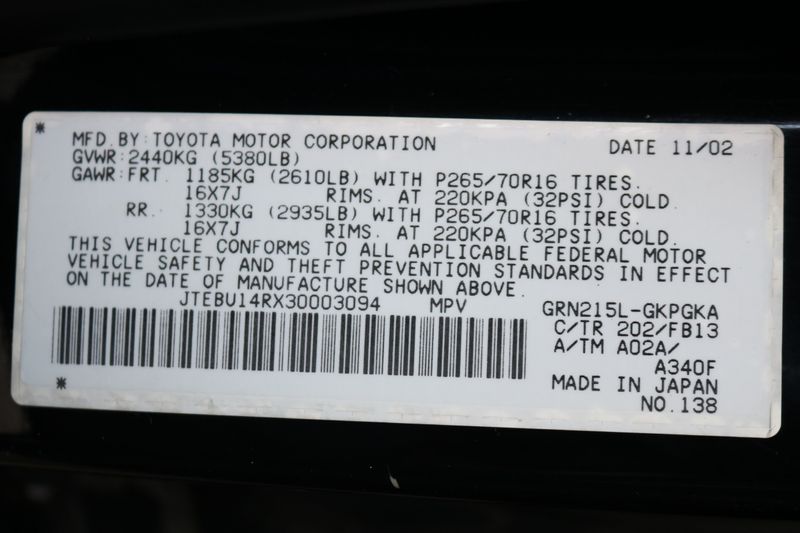 * MFD. BY: TOYOTA MOTOR CORPORATION DATE 11/02
GVWR: 2440KG (5380LB)
GAWR: FRT. 1185KG (2610LB) WITH P265/70R16 TIRES.
16X7J RIMS. AT 220KPA (32PSI) COLD.
RR. 1330KG (2935LB) WITH P265/70R16 TIRES.
16X7J RIMS. AT 220KPA (32PSI) COLD.
THIS VEHICLE CONFORMS TO ALL APPLICABLE FEDERAL MOTOR
VEHICLE SAFETY AND THEFT PREVENTION STANDARDS IN EFFECT
ON THE DATE OF MANUFACTURE SHOWN ABOVE.
JTEBU14RX30003094 MPV GRN215L-GKPGKA
C/TR 202/FB13
A/TM A02A/
A340F
* MADE IN JAPAN
NO. 138